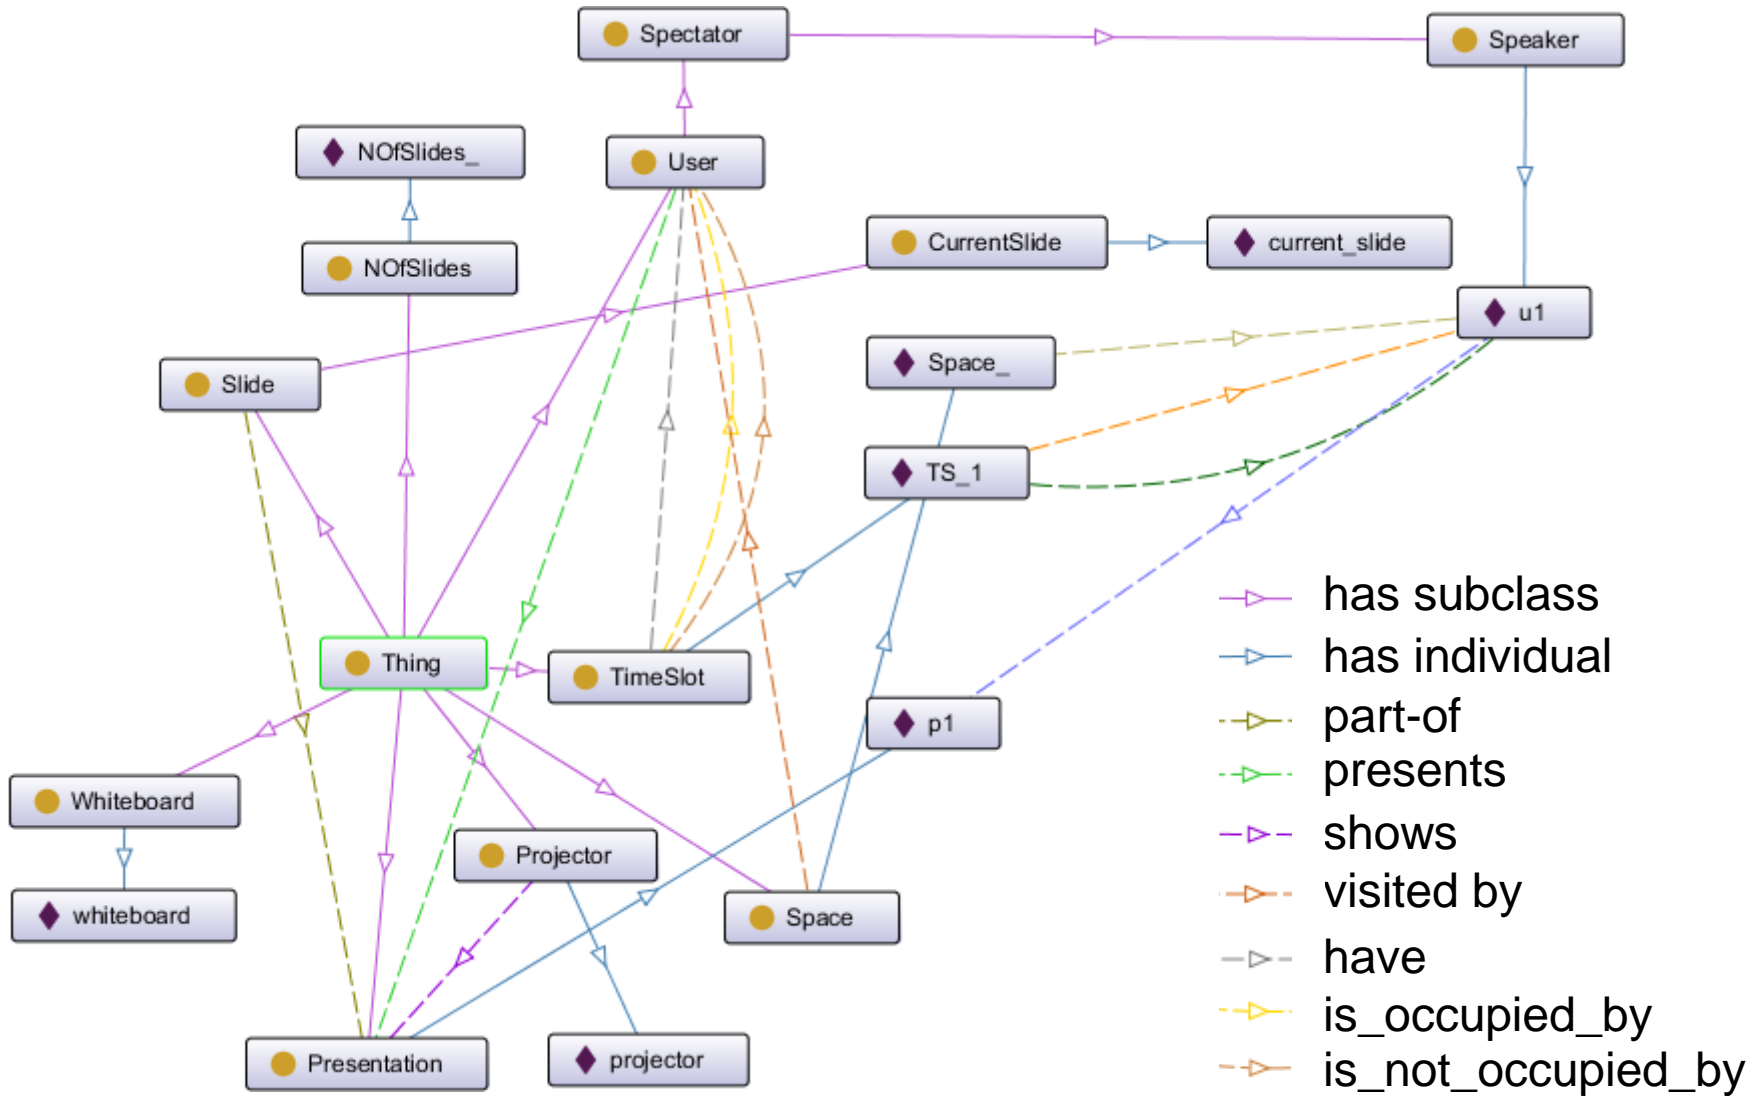 Spectator
Speaker
NOfSlides_
User
NOfSlides
CurrentSlide
current_slide
u1
Slide
Space_
TS_1
Thing
TimeSlot
p1
Whiteboard
Projector
whiteboard
Space
Presentation
projector
has subclass
has individual
part-of
presents
shows
visited by
have
is_occupied_by
is_not_occupied_by